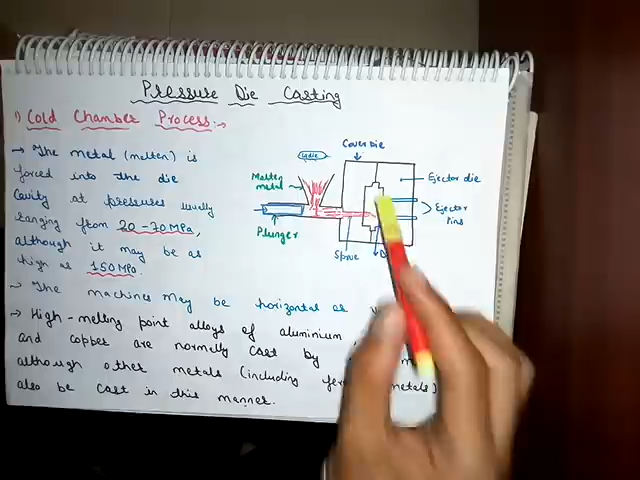 Pressure Die Casting
1) Cold Chamber Process:→
→ The metal (molten) is
forced into the die
cavity at pressures usually
ranging from 20-70 MPa,
although it may be as
high as 150 MPa.
→ The machines may be horizontal or
→ High-melting point alloys of aluminium,
and copper are normally cast by
although other metals (including metals)
also be cast in this manner.
Ladle
Cover die
Molten
metal
Ejector die
Ejector
Pins
Plunger
Sprue